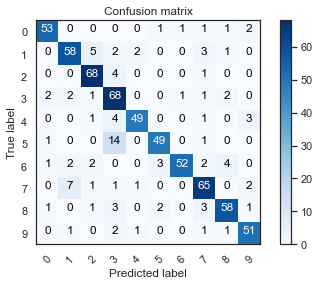 Confusion matrix
True label
0 53 0 0 0 0 1 1 1 1 2
1 0 58 5 2 2 0 0 3 1 0
2 0 0 68 4 0 0 0 1 0 0
3 2 2 1 68 0 0 1 1 2 0
4 0 0 1 4 49 0 0 1 0 3
5 1 0 0 14 0 49 0 1 0 0
6 1 2 2 0 0 3 52 2 4 0
7 0 7 1 1 1 0 0 65 0 2
8 1 0 1 3 0 2 0 3 58 1
9 0 1 0 2 1 0 0 1 1 51
0 1 2 3 4 5 6 7 8 9
Predicted label
60
50
40
30
20
10
0